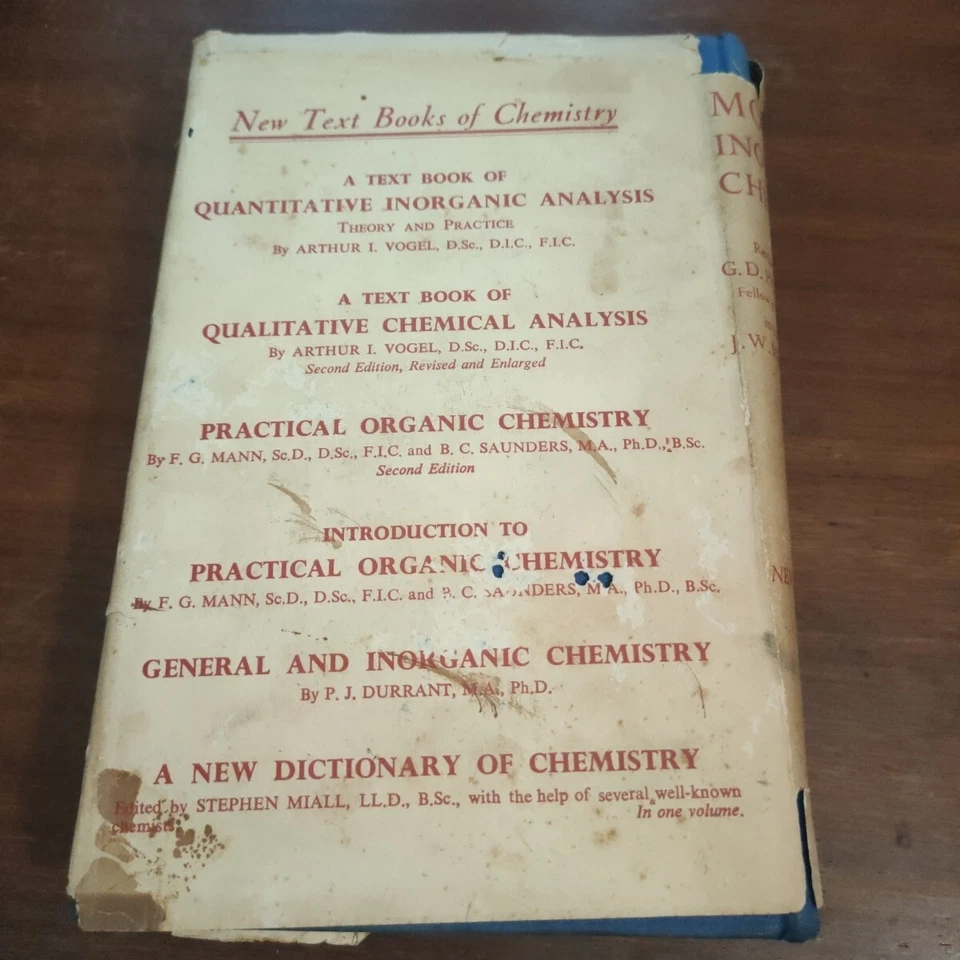 New Text Books of Chemistry
A TEXT BOOK OF
QUANTITATIVE INORGANIC ANALYSIS
THEORY AND PRACTICE
By ARTHUR I. VOGEL, D.Sc., D.I.C., F.I.C.
A TEXT BOOK OF
QUALITATIVE CHEMICAL ANALYSIS
By ARTHUR I. VOGEL, D.Sc., D.I.C., F.I.C.
Second Edition, Revised and Enlarged
PRACTICAL ORGANIC CHEMISTRY
By F. G. MANN, Sc.D., D.Sc., F.I.C. and B. C. SAUNDERS, M.A., Ph.D., B.Sc.
Second Edition
INTRODUCTION TO
PRACTICAL ORGANIC CHEMISTRY
By F. G. MANN, Sc.D., D.Sc., F.I.C. and B. C. SAUNDERS, M.A., Ph.D., B.Sc.
GENERAL AND INORGANIC CHEMISTRY
By P. J. DURRANT, M.A., Ph.D.
A NEW DICTIONARY OF CHEMISTRY
Edited by STEPHEN MIALL, LL.D., B.Sc., with the help of several well-known
chemists
In one volume.
G. D.
Fellow
J. W.